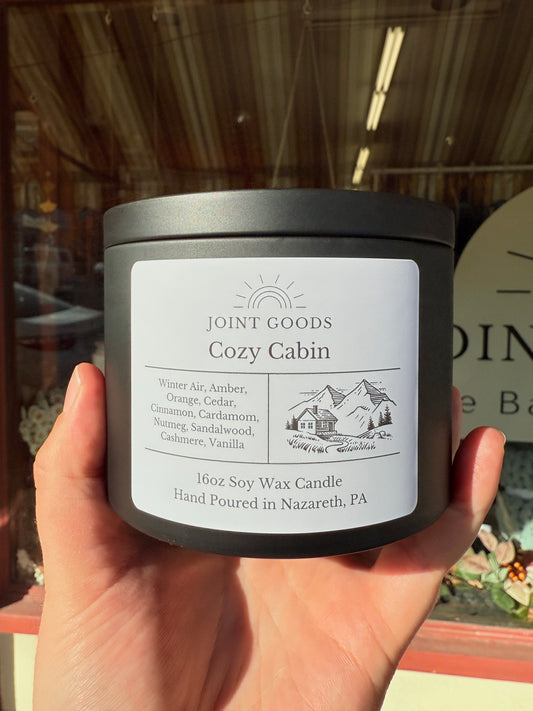 JOINT GOODS
Cozy Cabin
Winter Air, Amber,
Orange, Cedar,
Cinnamon, Cardamom,
Nutmeg, Sandalwood,
Cashmere, Vanilla
16oz Soy Wax Candle
Hand Poured in Nazareth, PA